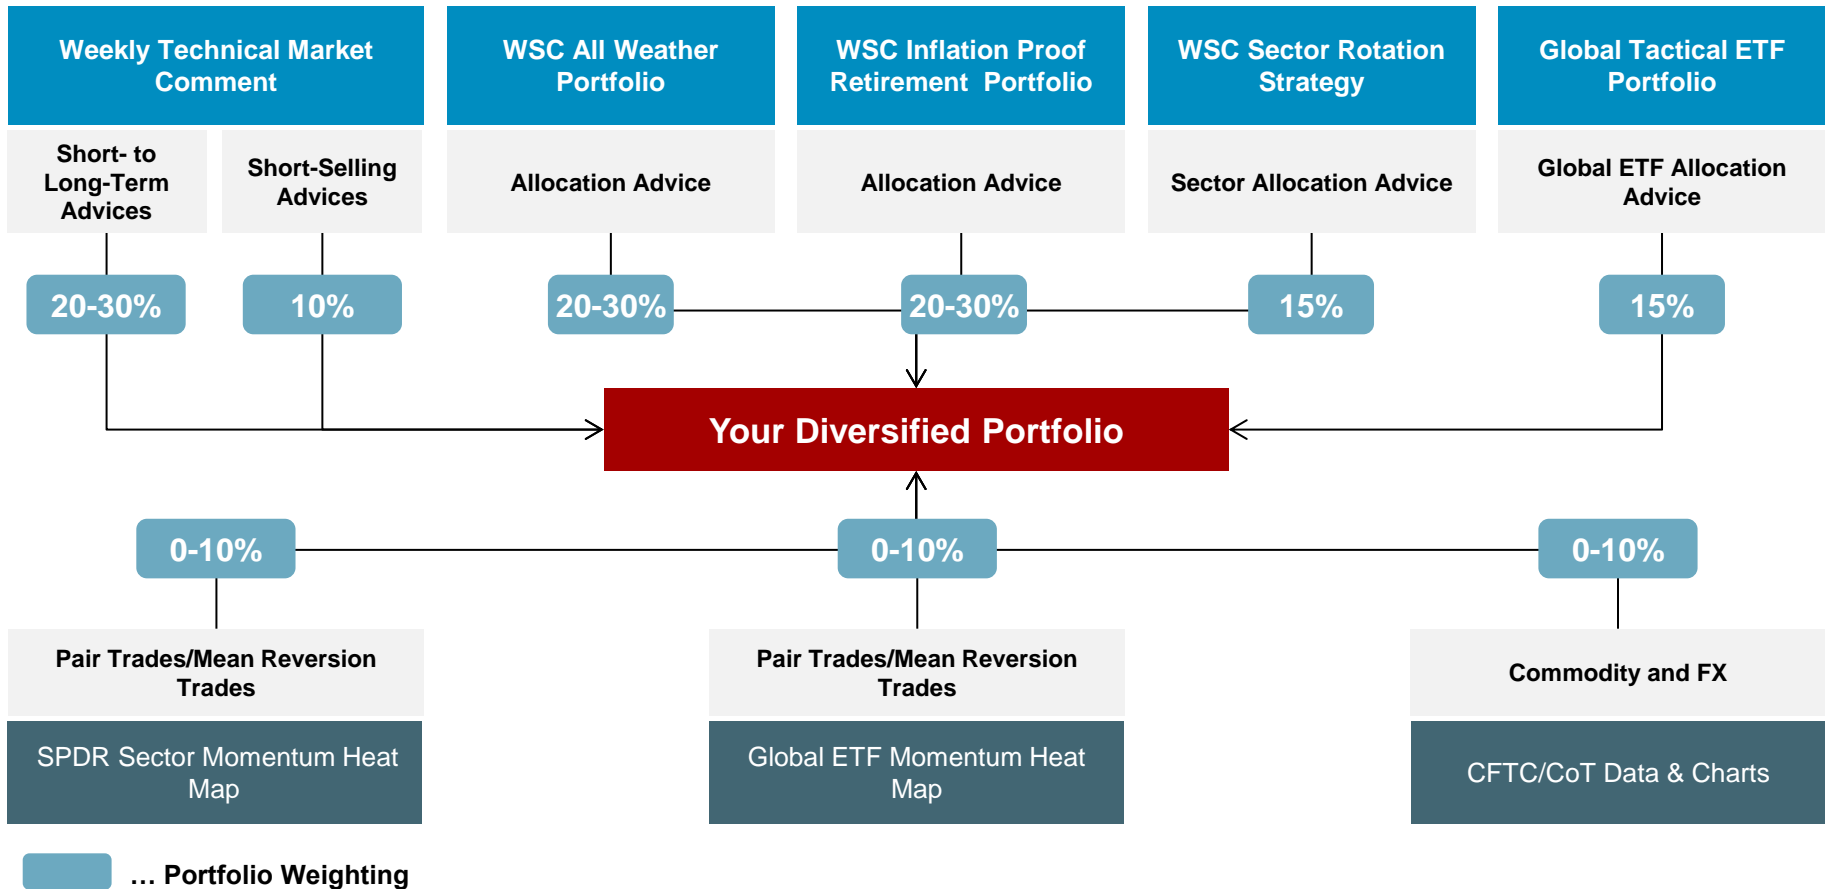 Weekly Technical Market
Comment
WSC All Weather
Portfolio
WSC Inflation Proof
Retirement  Portfolio
WSC Sector Rotation
Strategy
Global Tactical ETF
Portfolio
Short- to
Long-Term
Advices
Short-Selling
Advices
Allocation Advice
Allocation Advice
Sector Allocation Advice
Global ETF Allocation
Advice
20-30%
10%
20-30%
20-30%
15%
15%
Your Diversified Portfolio
0-10%
0-10%
0-10%
Pair Trades/Mean Reversion
Trades
Pair Trades/Mean Reversion
Trades
Commodity and FX
SPDR Sector Momentum Heat
Map
Global ETF Momentum Heat
Map
CFTC/CoT Data & Charts
… Portfolio Weighting